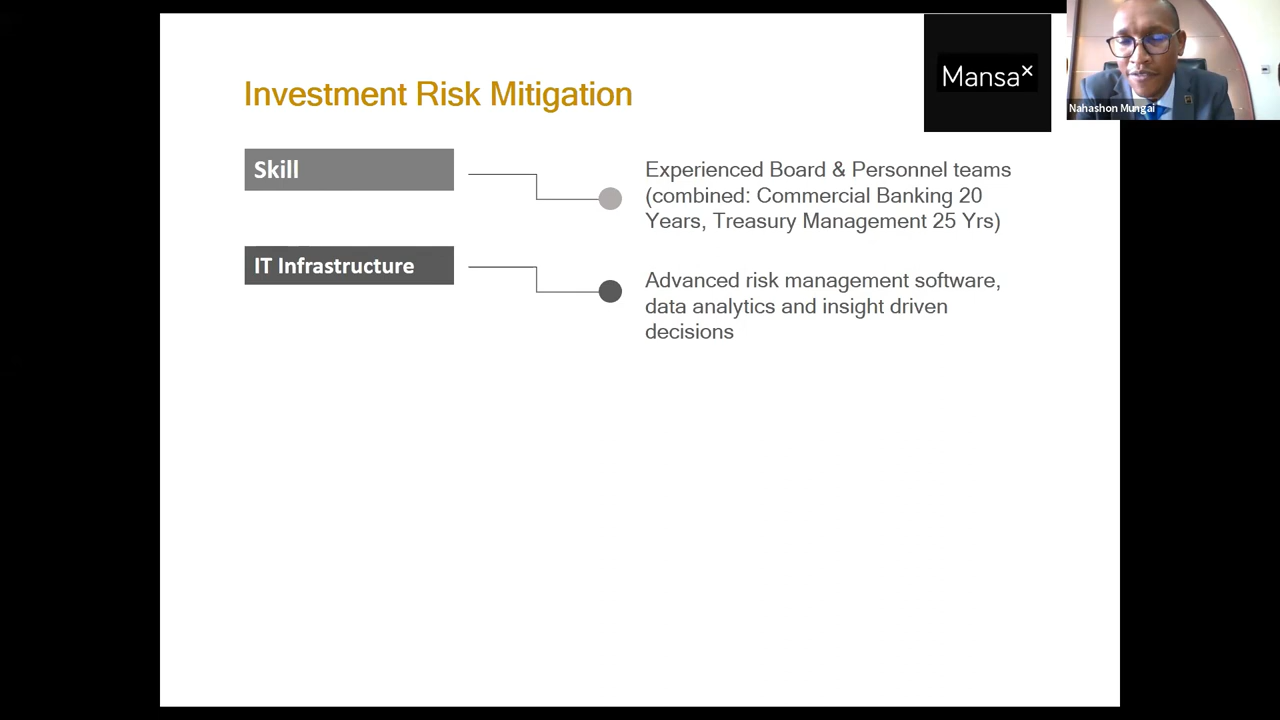 Investment Risk Mitigation
Mansa×
Nahashon Mungai
Skill
Experienced Board & Personnel teams
(combined: Commercial Banking 20
Years, Treasury Management 25 Yrs)
IT Infrastructure
Advanced risk management software,
data analytics and insight driven
decisions